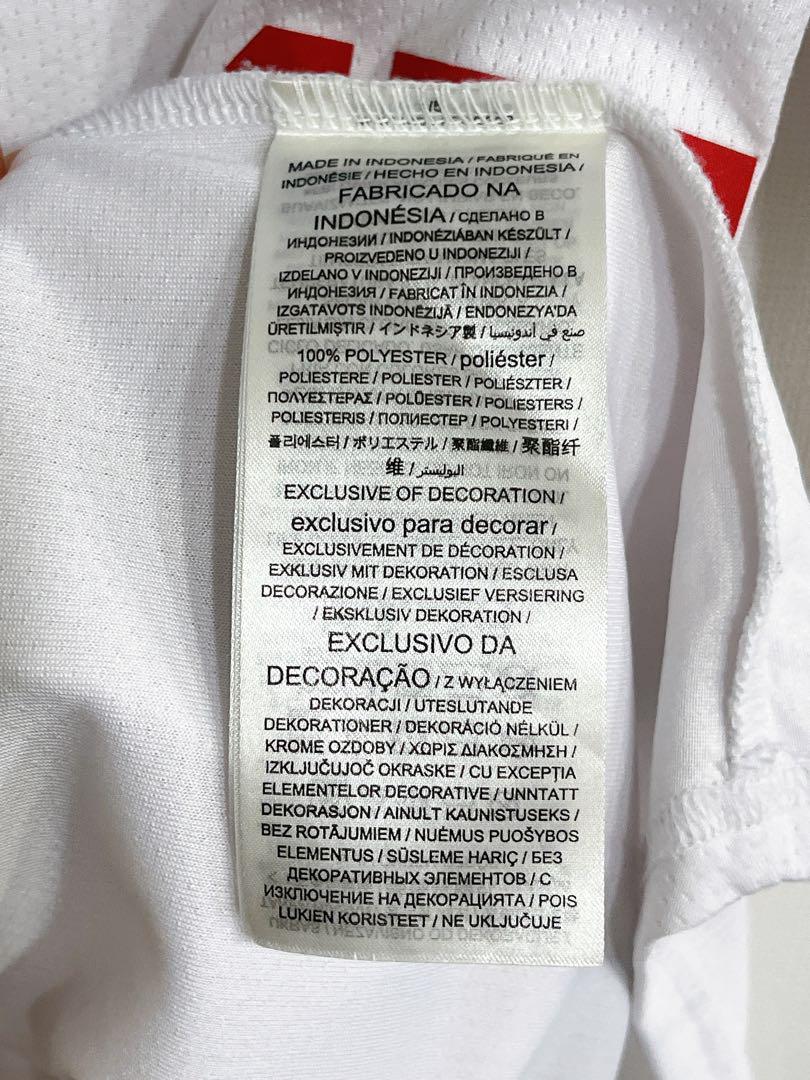 MADE IN INDONESIA / FABRIQUÉ EN
INDONÉSIE / HECHO EN INDONESIA /
FABRICADO NA
INDONÉSIA / СДЕЛАНО В
ИНДОНЕЗИИ / INDONÉZIÁBAN KÉSZÜLT /
PROIZVEDENO U INDONEZIJI /
IZDELANO V INDONEZIJI / ПРОИЗВЕДЕНО В
ИНДОНЕЗИЯ / FABRICAT ÎN INDONEZIA /
IZGATAVOTS INDONĒZIJĀ / ENDONEZYA'DA
ÜRETILMIŞTIR / インドネシア製 / صنع في أندونيسيا
100% POLYESTER / poliéster /
POLIESTERE / POLIESTER / POLIÉSZTER /
ΠΟΛΥΕΣΤΕΡΑΣ / POLÜESTER / POLIESTERS /
POLIESTERIS / ПОЛИЕСТЕР / POLYESTERI /
폴리에스터 / ポリエステル / 聚酯纖維 / 聚酯纤
维 / البوليستر
EXCLUSIVE OF DECORATION /
exclusivo para decorar /
EXCLUSIVEMENT DE DÉCORATION /
EXKLUSIV MIT DEKORATION / ESCLUSA
DECORAZIONE / EXCLUSIEF VERSIERING
/ EKSKLUSIV DEKORATION /
EXCLUSIVO DA
DECORAÇÃO / Z WYŁĄCZENIEM
DEKORACJI / UTESLUTANDE
DEKORATIONER / DEKORÁCIÓ NÉLKÜL /
KROME OZDOBY / ΧΩΡΙΣ ΔΙΑΚΟΣΜΗΣΗ /
IZKLJUČUJOČ OKRASKE / CU EXCEPȚIA
ELEMENTELOR DECORATIVE / UNNTATT
DEKORASJON / AINULT KAUNISTUSEKS /
BEZ ROTĀJUMIEM / NUĖMUS PUOŠYBOS
ELEMENTUS / SÜSLEME HARIÇ / БЕЗ
ДЕКОРАТИВНЫХ ЭЛЕМЕНТОВ / С
ИЗКЛЮЧЕНИЕ НА ДЕКОРАЦИЯТА / POIS
LUKIEN KORISTEET / NE UKLJUČUJE